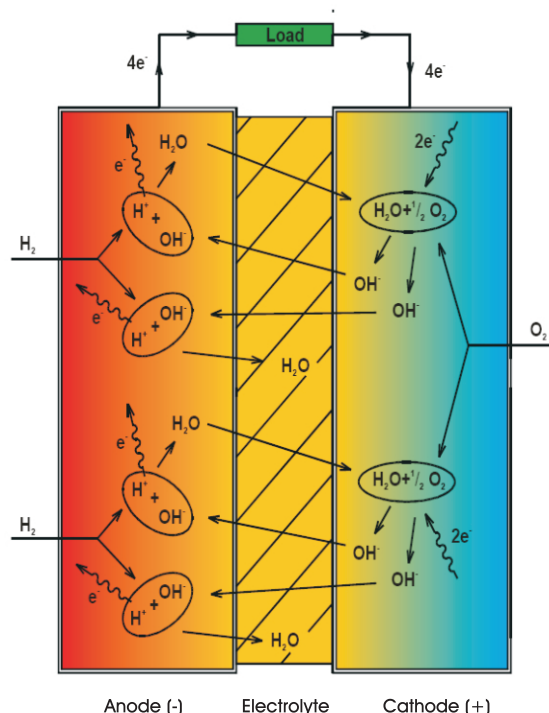 Load
4e⁻
4e⁻
H₂O
e⁻
2e⁻
H⁺ + OH⁻
H₂O+¹/₂ O₂
H₂
OH⁻
OH⁻
e⁻
H⁺ + OH⁻
O₂
H₂O
H₂O
e⁻
H⁺ + OH⁻
H₂O+¹/₂ O₂
H₂
OH⁻
2e⁻
OH⁻
e⁻
H⁺ + OH⁻
H₂O
Anode (-)
Electrolyte
Cathode (+)